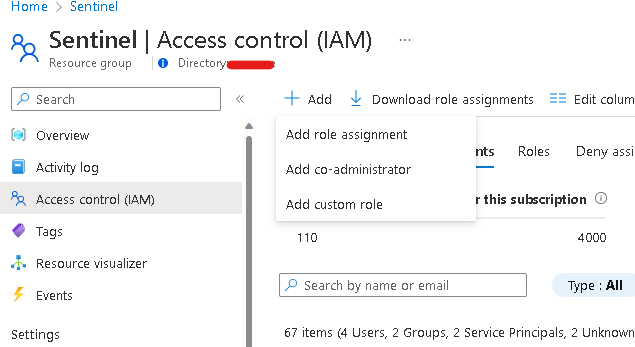 Home > Sentinel
Sentinel | Access control (IAM) ...
Resource group Directory
Search «
+ Add Download role assignments Edit colum
Add role assignment
Add co-administrator
Add custom role
nts Roles Deny assi
r this subscription
110 4000
Search by name or email Type : All
67 items (4 Users, 2 Groups, 2 Service Principals, 2 Unknown
Overview
Activity log
Access control (IAM)
Tags
Resource visualizer
Events
Settings